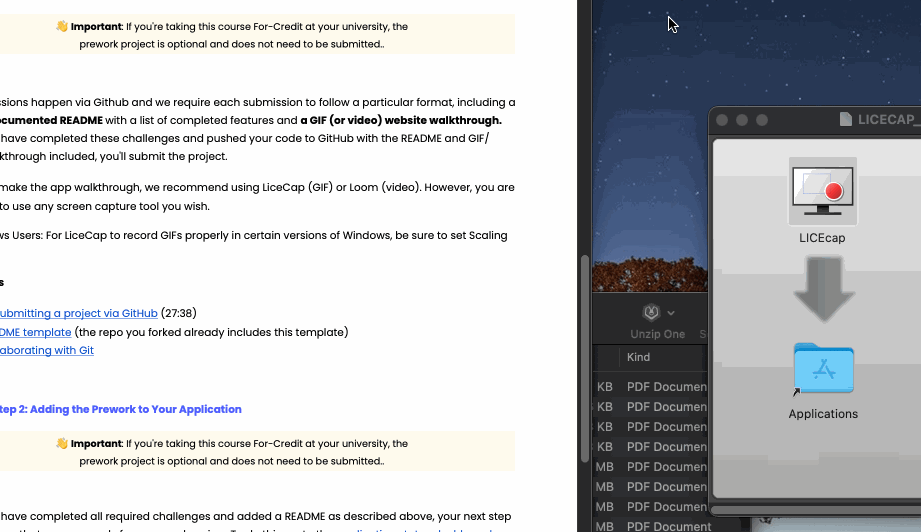 👋 Important: If you're taking this course For-Credit at your university, the
prework project is optional and does not need to be submitted..
ssions happen via Github and we require each submission to follow a particular format, including a
ocumented README with a list of completed features and a GIF (or video) website walkthrough.
have completed these challenges and pushed your code to GitHub with the README and GIF/
kthrough included, you'll submit the project.
make the app walkthrough, we recommend using LiceCap (GIF) or Loom (video). However, you are
to use any screen capture tool you wish.
ws Users: For LiceCap to record GIFs properly in certain versions of Windows, be sure to set Scaling
s
ubmitting a project via GitHub (27:38)
DME template (the repo you forked already includes this template)
aborating with Git
tep 2: Adding the Prework to Your Application
👋 Important: If you're taking this course For-Credit at your university, the
prework project is optional and does not need to be submitted..
have completed all required challenges and added a README as described above, your next step
LICECAP_
LICEcap
Applications
Unzip One
Kind
KB PDF Documen
KB PDF Documen
KB PDF Documen
KB PDF Documen
MB PDF Documen
MB PDF Documen
MB PDF Documen
MB PDF Document